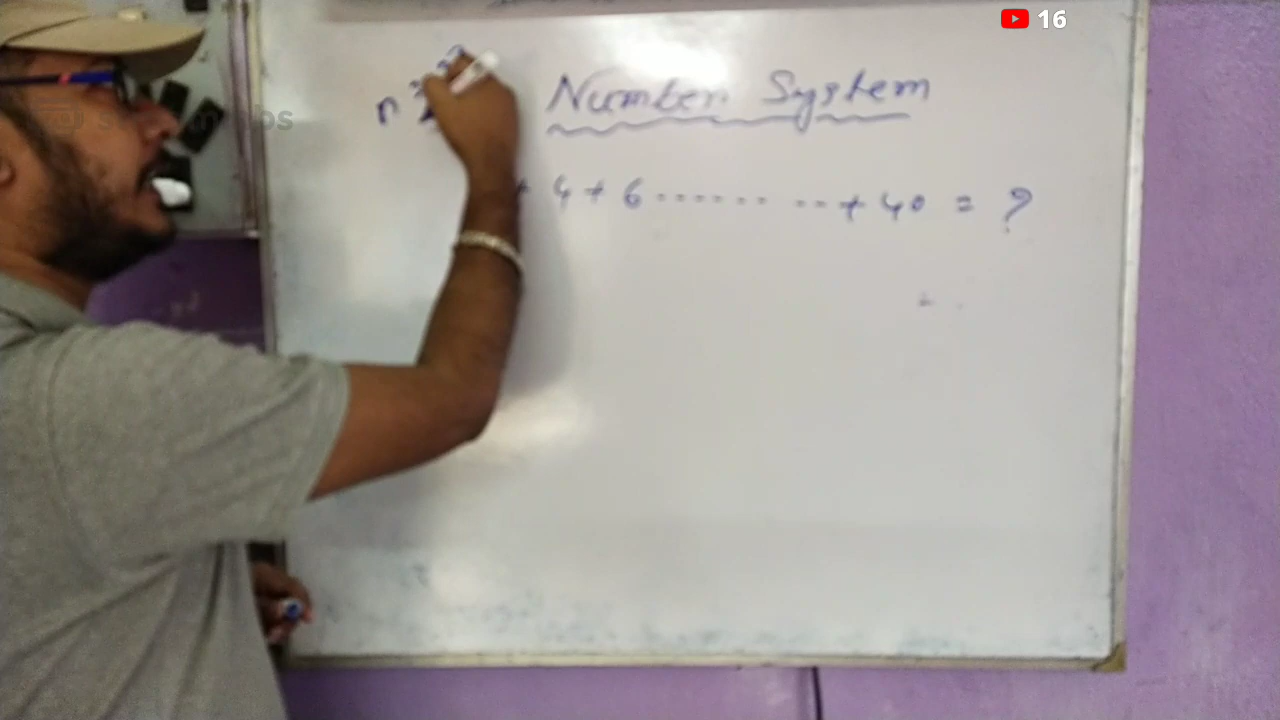 16
Number System
n
+ 4 + 6 ....... ...+ 40 = ?